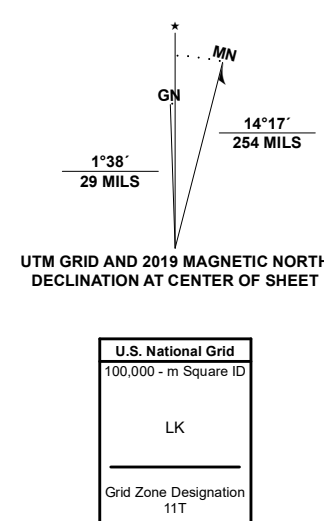 ★
MN
GN
14°17´
254 MILS
1°38´
29 MILS
UTM GRID AND 2019 MAGNETIC NORTH
DECLINATION AT CENTER OF SHEET
U.S. National Grid
100,000 - m Square ID
LK
Grid Zone Designation
11T